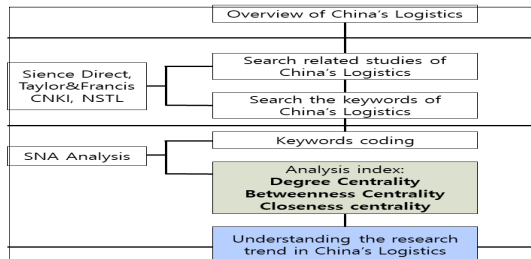 Overview of China's Logistics
Search related studies of
China's Logistics
Sience Direct,
Taylor&Francis
CNKI, NSTL
Search the keywords of
China's Logistics
Keywords coding
SNA Analysis
Analysis index:
Degree Centrality
Betweenness Centrality
Closeness centrality
Understanding the research
trend in China's Logistics